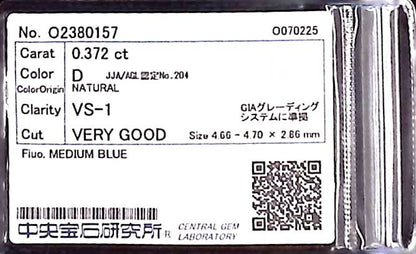 No. O2380157 O070225
Carat 0.372 ct
Color D JJA/AGL認定No.204
ColorOrigin NATURAL
Clarity VS-1 GIAグレーディング
システムに準拠
Cut VERY GOOD Size 4.66 - 4.70 × 2.86 mm
Fluo. MEDIUM BLUE
中央宝石研究所® CENTRAL GEM
LABORATORY